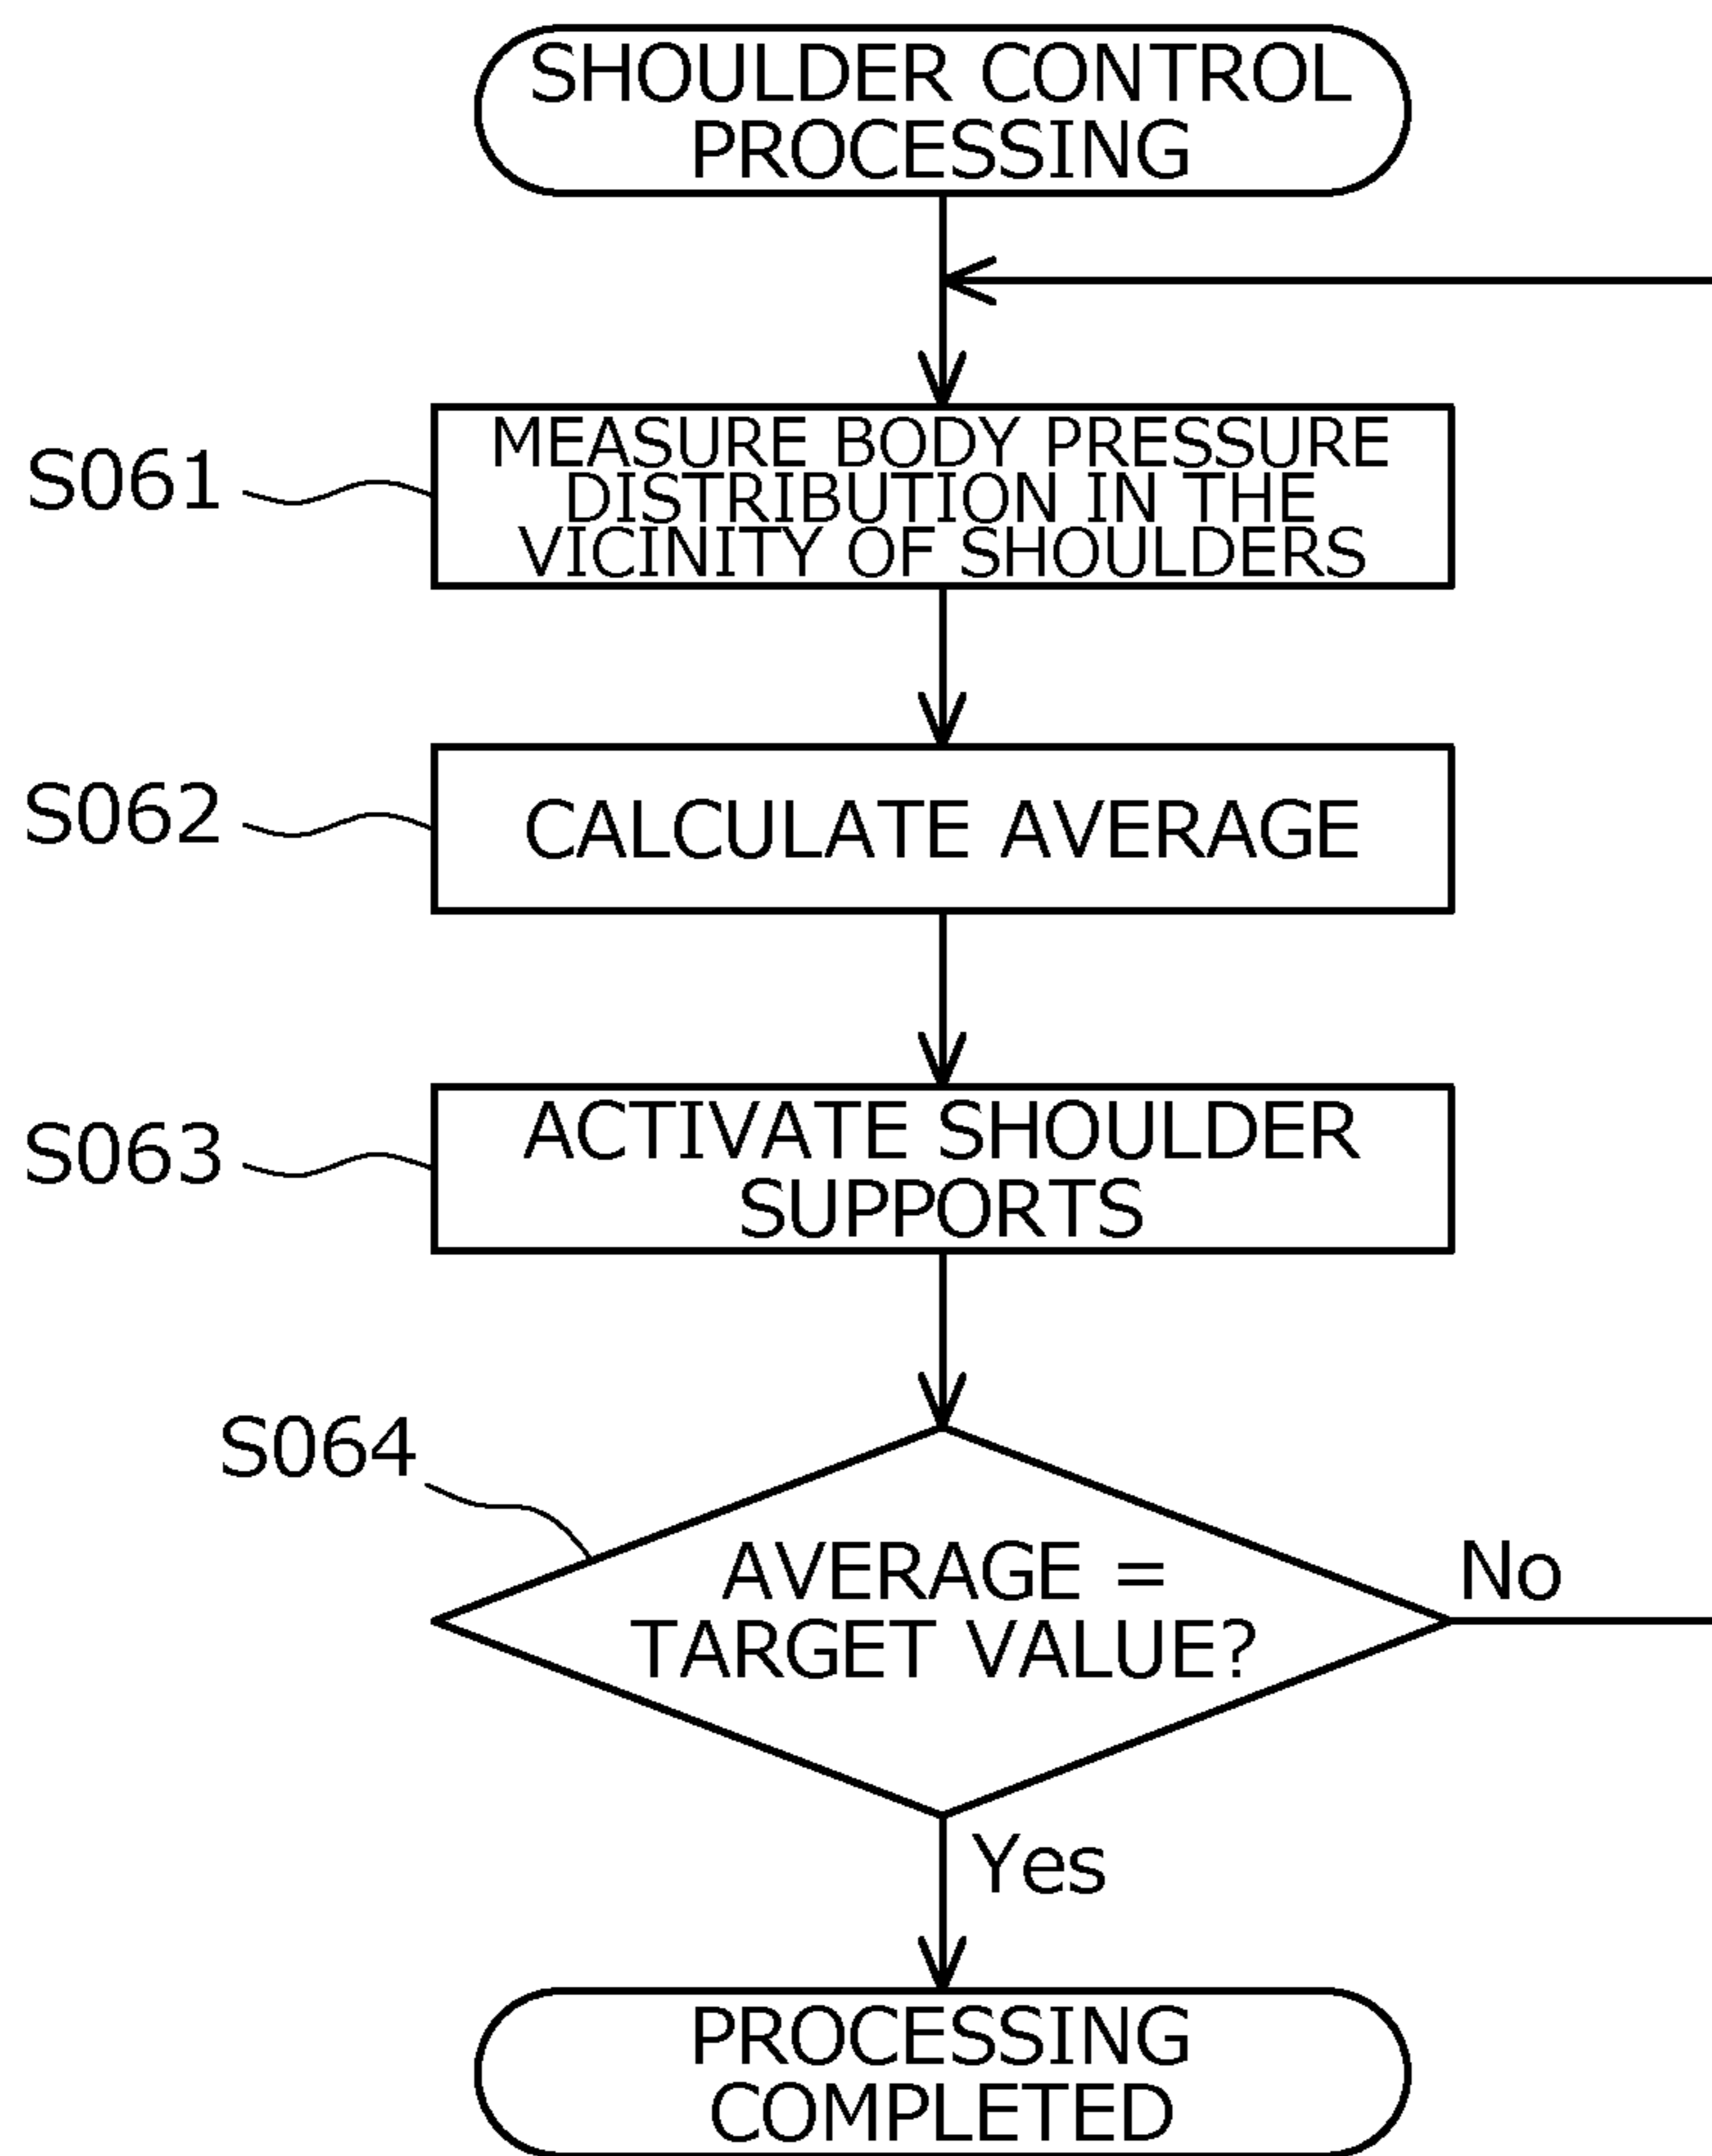 SHOULDER CONTROL
PROCESSING
S061
MEASURE BODY PRESSURE
DISTRIBUTION IN THE
VICINITY OF SHOULDERS
S062
CALCULATE AVERAGE
S063
ACTIVATE SHOULDER
SUPPORTS
S064
AVERAGE =
TARGET VALUE?
No
Yes
PROCESSING
COMPLETED